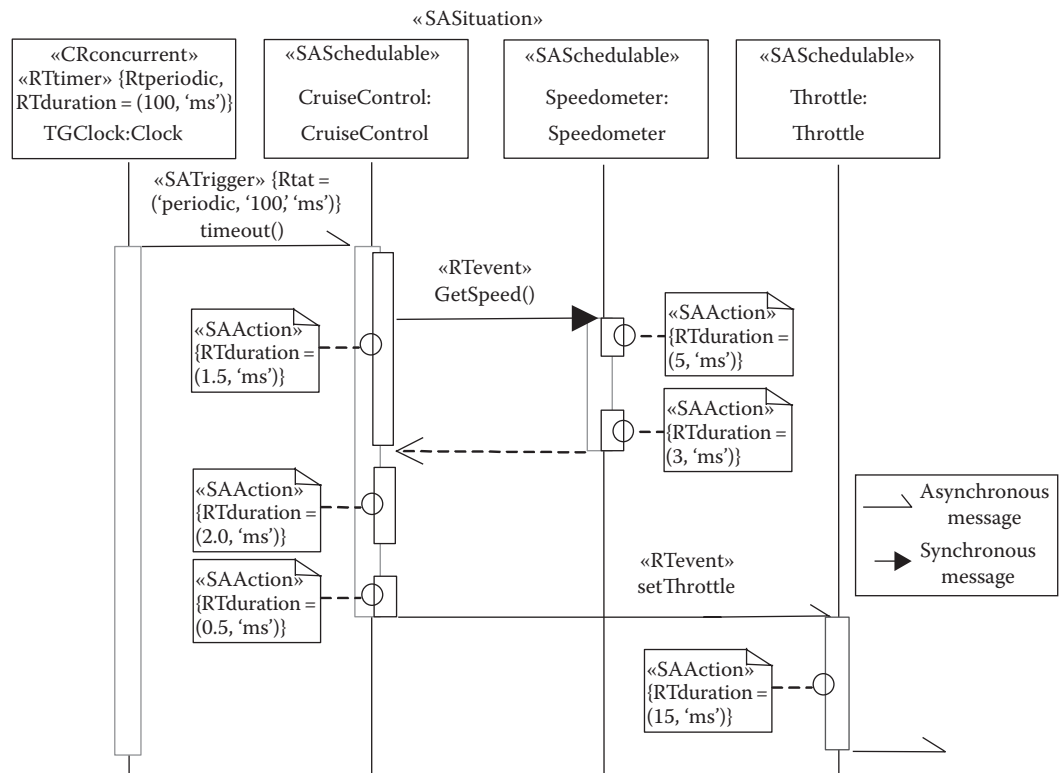 «SASituation»
«CRconcurrent»
«RTtimer» {Rtperiodic,
RTduration = (100, ‘ms’)}
TGClock:Clock
«SASchedulable»
CruiseControl:
CruiseControl
«SASchedulable»
Speedometer:
Speedometer
«SASchedulable»
Throttle:
Throttle
«SATrigger» {Rtat =
(‘periodic, ‘100,’ ‘ms’)}
timeout()
«RTevent»
GetSpeed()
«SAAction»
{RTduration =
(1.5, ‘ms’)}
«SAAction»
{RTduration =
(5, ‘ms’)}
«SAAction»
{RTduration =
(3, ‘ms’)}
«SAAction»
{RTduration =
(2.0, ‘ms’)}
«SAAction»
{RTduration =
(0.5, ‘ms’)}
«RTevent»
setThrottle
«SAAction»
{RTduration =
(15, ‘ms’)}
Asynchronous
message
Synchronous
message